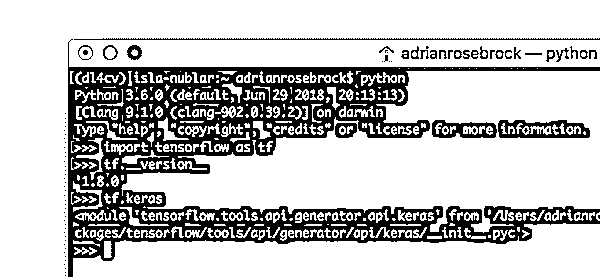 adrianrosebrock — python
[(dl4cv)isla-nublar:~ adrianrosebrock$ python
Python 3.6.0 (default, Jun 29 2018, 20:13:13)
[Clang 9.1.0 (clang-902.0.39.2)] on darwin
Type "help", "copyright", "credits" or "license" for more information.
>>> import tensorflow as tf
>>> tf.__version__
'1.8.0'
>>> tf.keras
<module 'tensorflow.tools.api.generator.api.keras' from '/Users/adrianro
ckages/tensorflow/tools/api/generator/api/keras/__init__.pyc'>
>>>